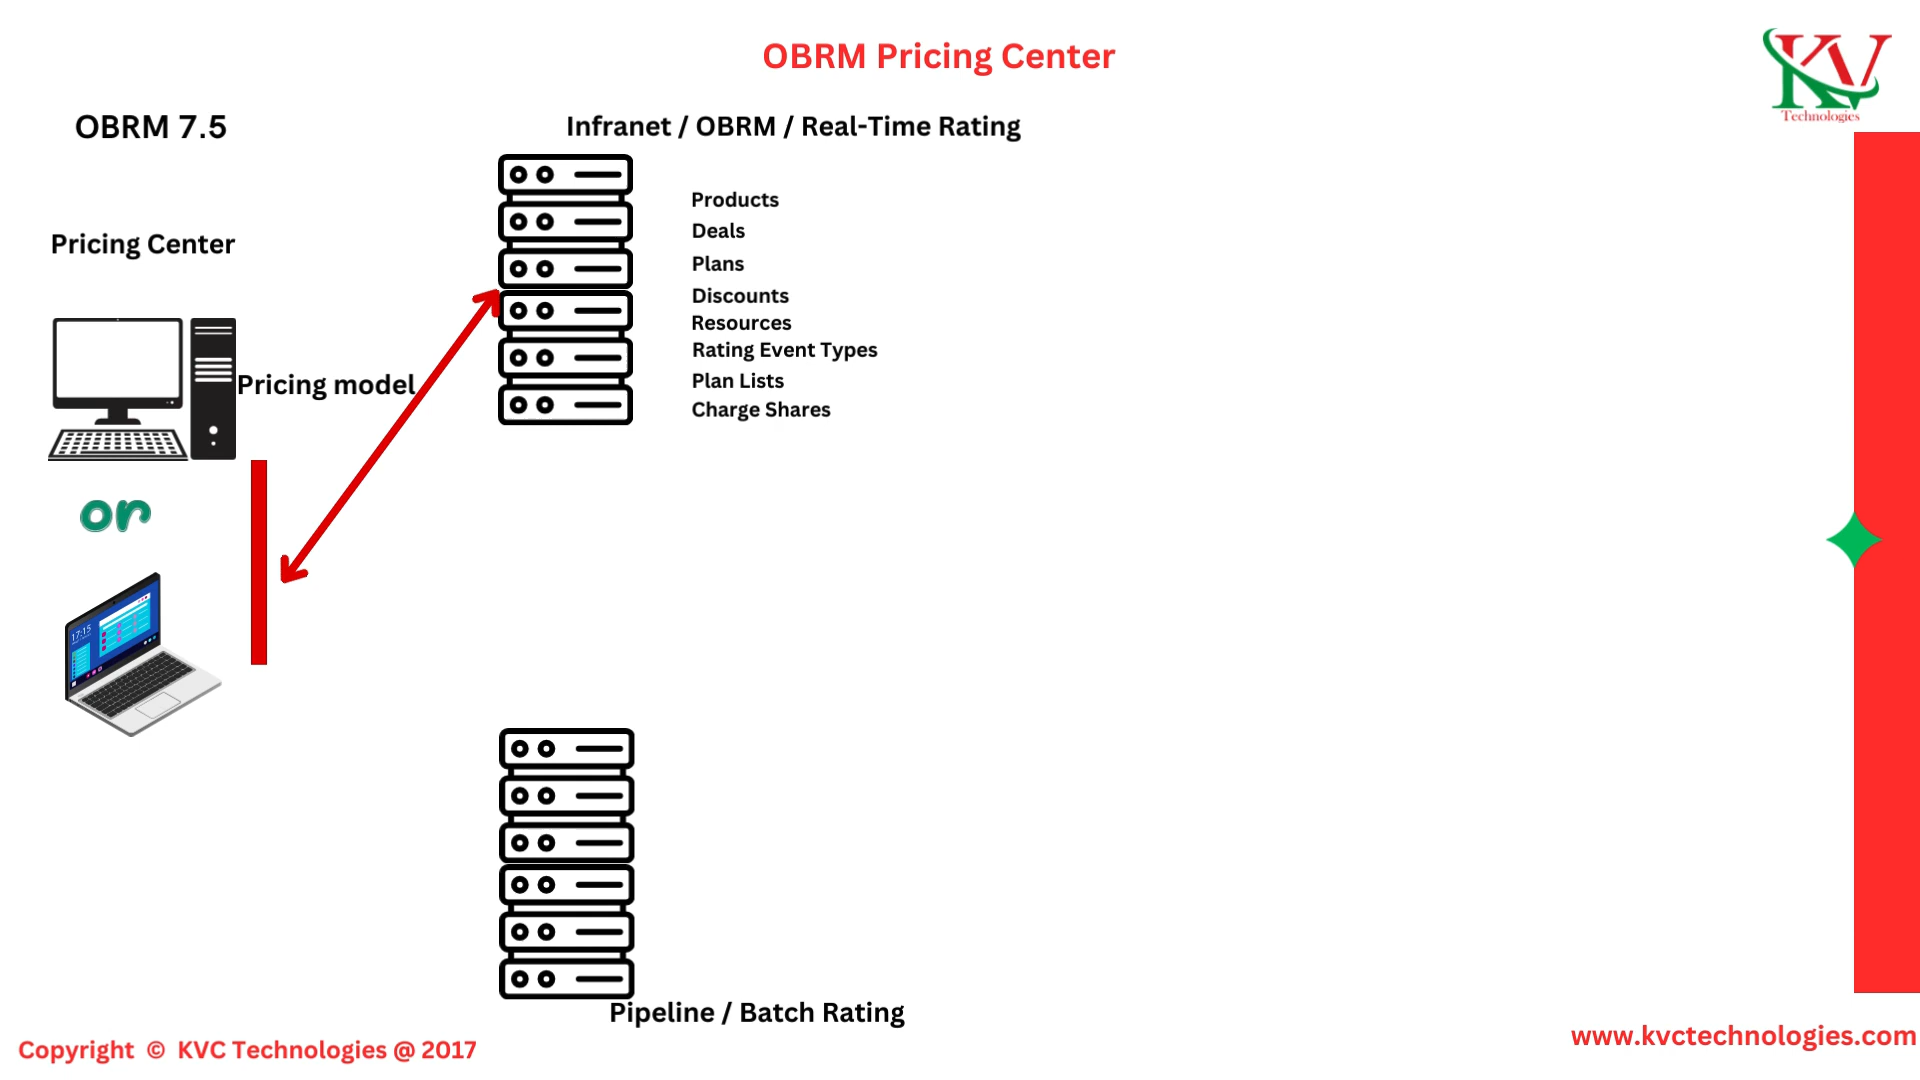 OBRM Pricing Center
KV
Technologies
OBRM 7.5
Infranet / OBRM / Real-Time Rating
Products
Deals
Pricing Center
Plans
Discounts
Resources
Rating Event Types
Plan Lists
Pricing model
Charge Shares
or
17:15
Pipeline / Batch Rating
Copyright © KVC Technologies @ 2017
www.kvctechnologies.com